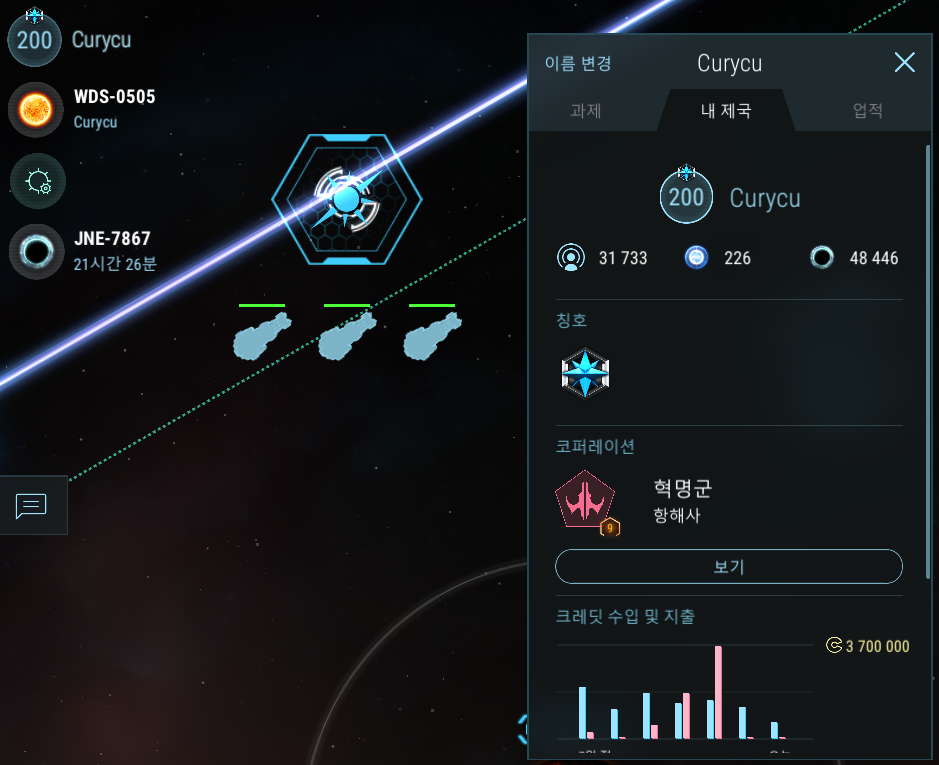 200 Curycu
WDS-0505
Curycu
JNE-7867
21시간 26분
이름 변경
Curycu
과제
내 제국
업적
200 Curycu
31 733
226
48 446
칭호
코퍼레이션
혁명군
항해사
9
보기
크레딧 수입 및 지출
3 700 000